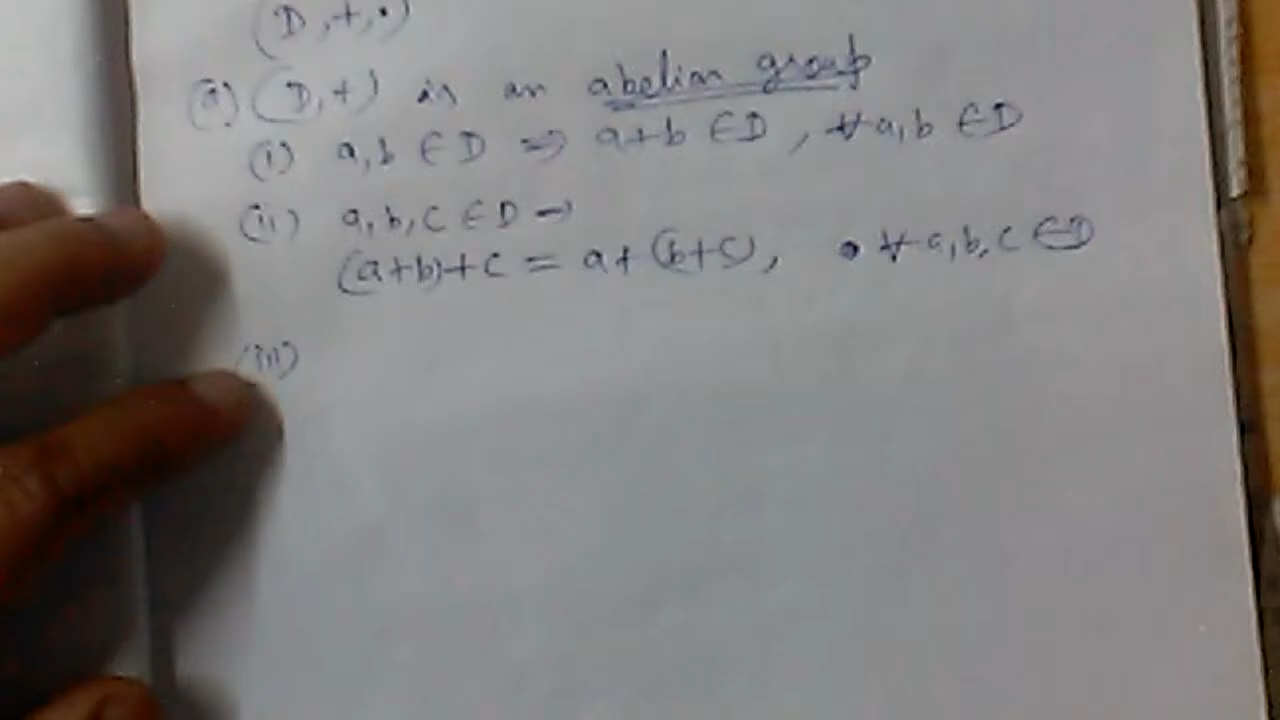 (D,+,•)
(a) (D,+) is an abelian group
(i) a,b ∈ D ⇒ a+b ∈ D, ∀ a,b ∈ D
(ii) a,b,c ∈ D ⇒
(a+b)+c = a+(b+c), • ∀ a,b,c ∈ D
(iii)